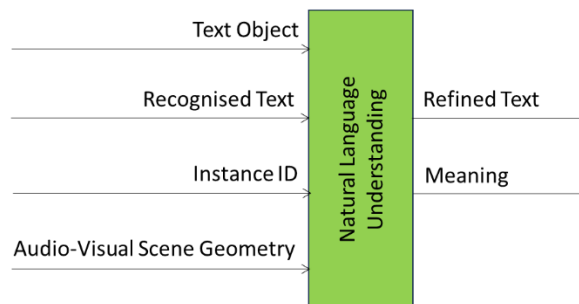 Text Object
Recognised Text
Instance ID
Audio-Visual Scene Geometry
Natural Language
Understanding
Refined Text
Meaning